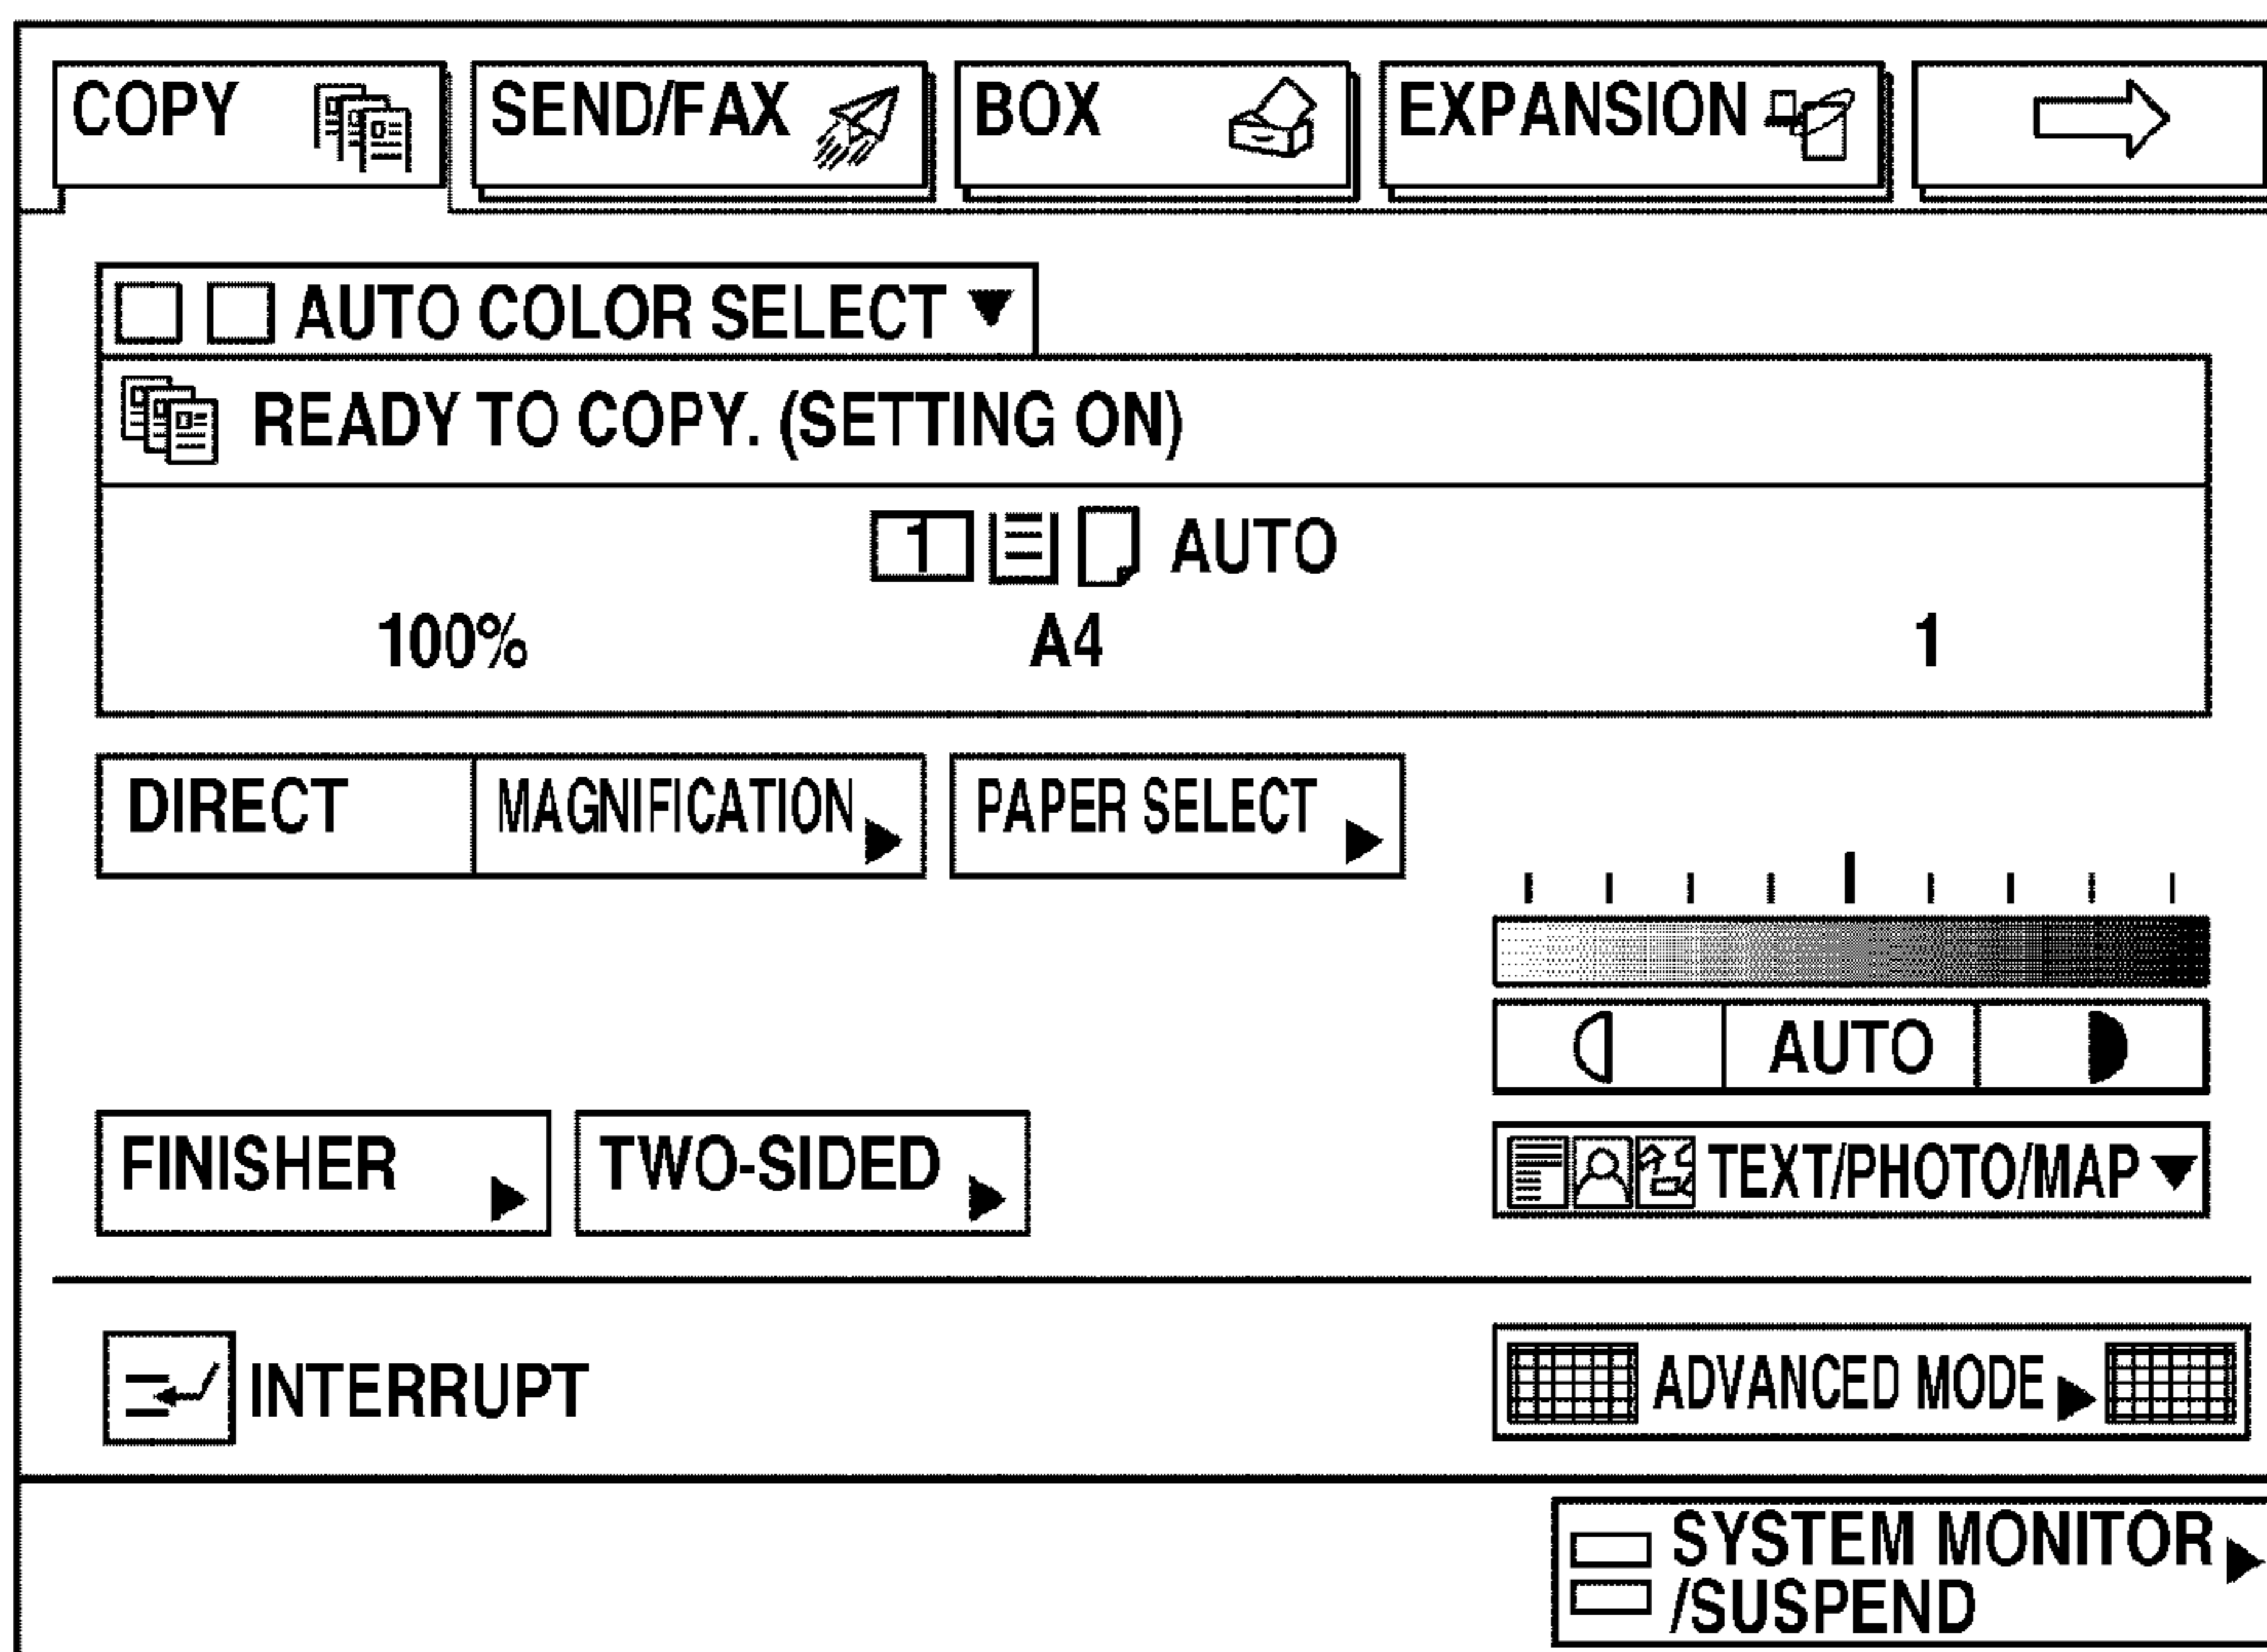 COPY SEND/FAX BOX EXPANSION
AUTO COLOR SELECT
READY TO COPY. (SETTING ON)
1 AUTO
100% A4 1
DIRECT MAGNIFICATION PAPER SELECT
AUTO
FINISHER TWO-SIDED TEXT/PHOTO/MAP
INTERRUPT ADVANCED MODE
SYSTEM MONITOR
/SUSPEND